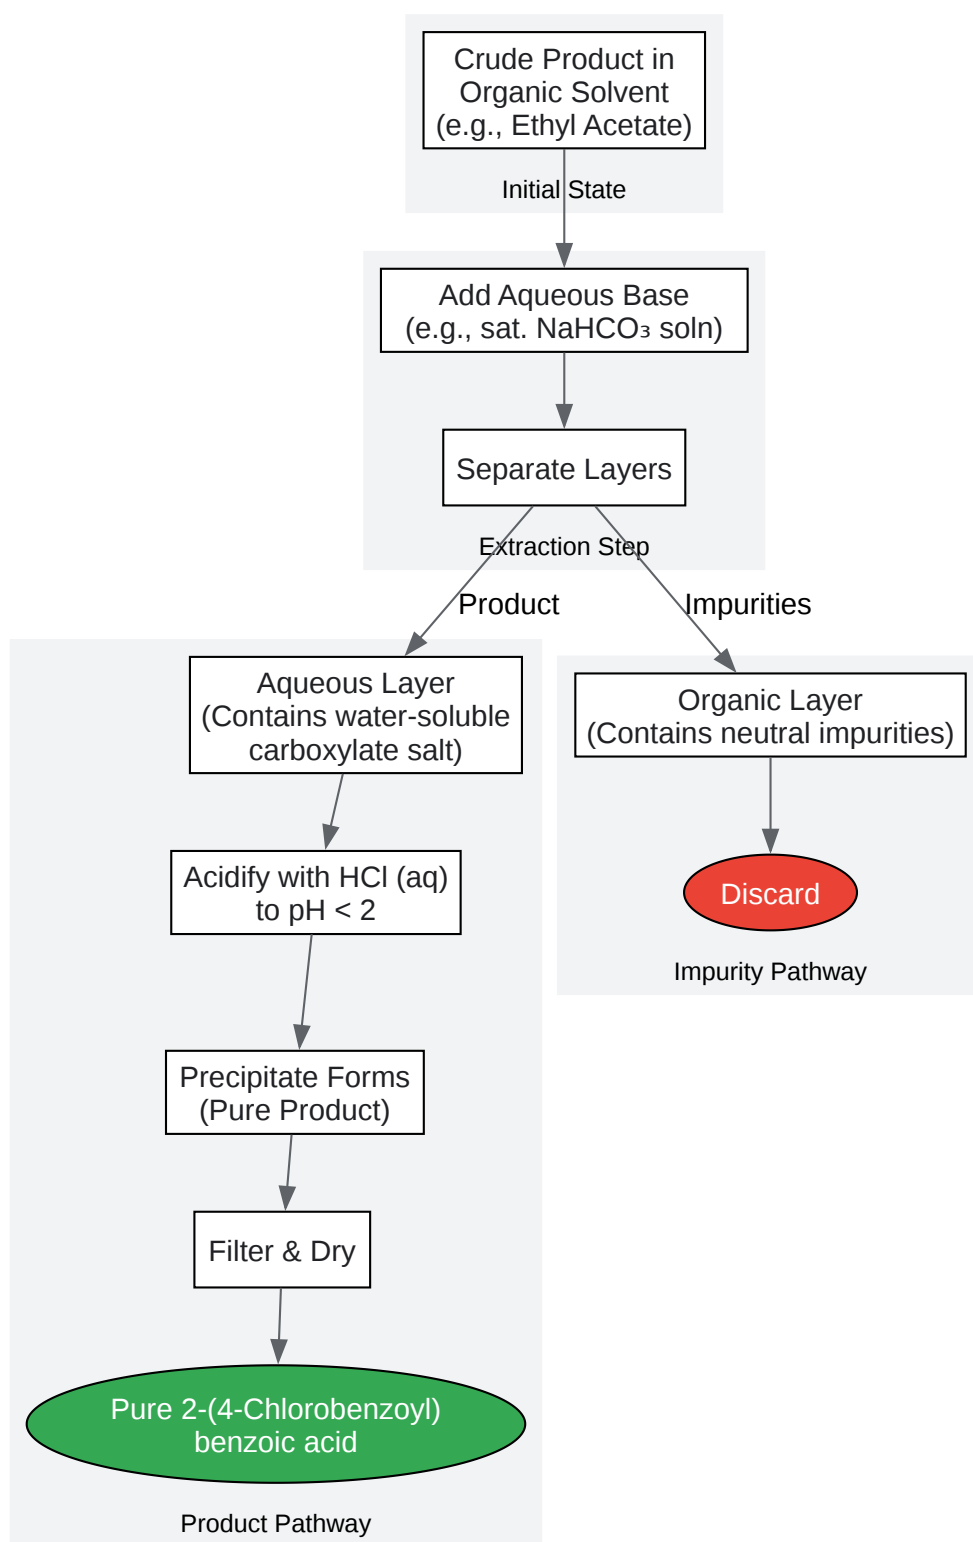 Crude Product in
Organic Solvent
(e.g., Ethyl Acetate)
Initial State
Add Aqueous Base
(e.g., sat. NaHCO₃ soln)
Separate Layers
Extraction Step
Product
Impurities
Aqueous Layer
(Contains water-soluble
carboxylate salt)
Organic Layer
(Contains neutral impurities)
Acidify with HCl (aq)
to pH < 2
Discard
Impurity Pathway
Precipitate Forms
(Pure Product)
Filter & Dry
Pure 2-(4-Chlorobenzoyl)
benzoic acid
Product Pathway